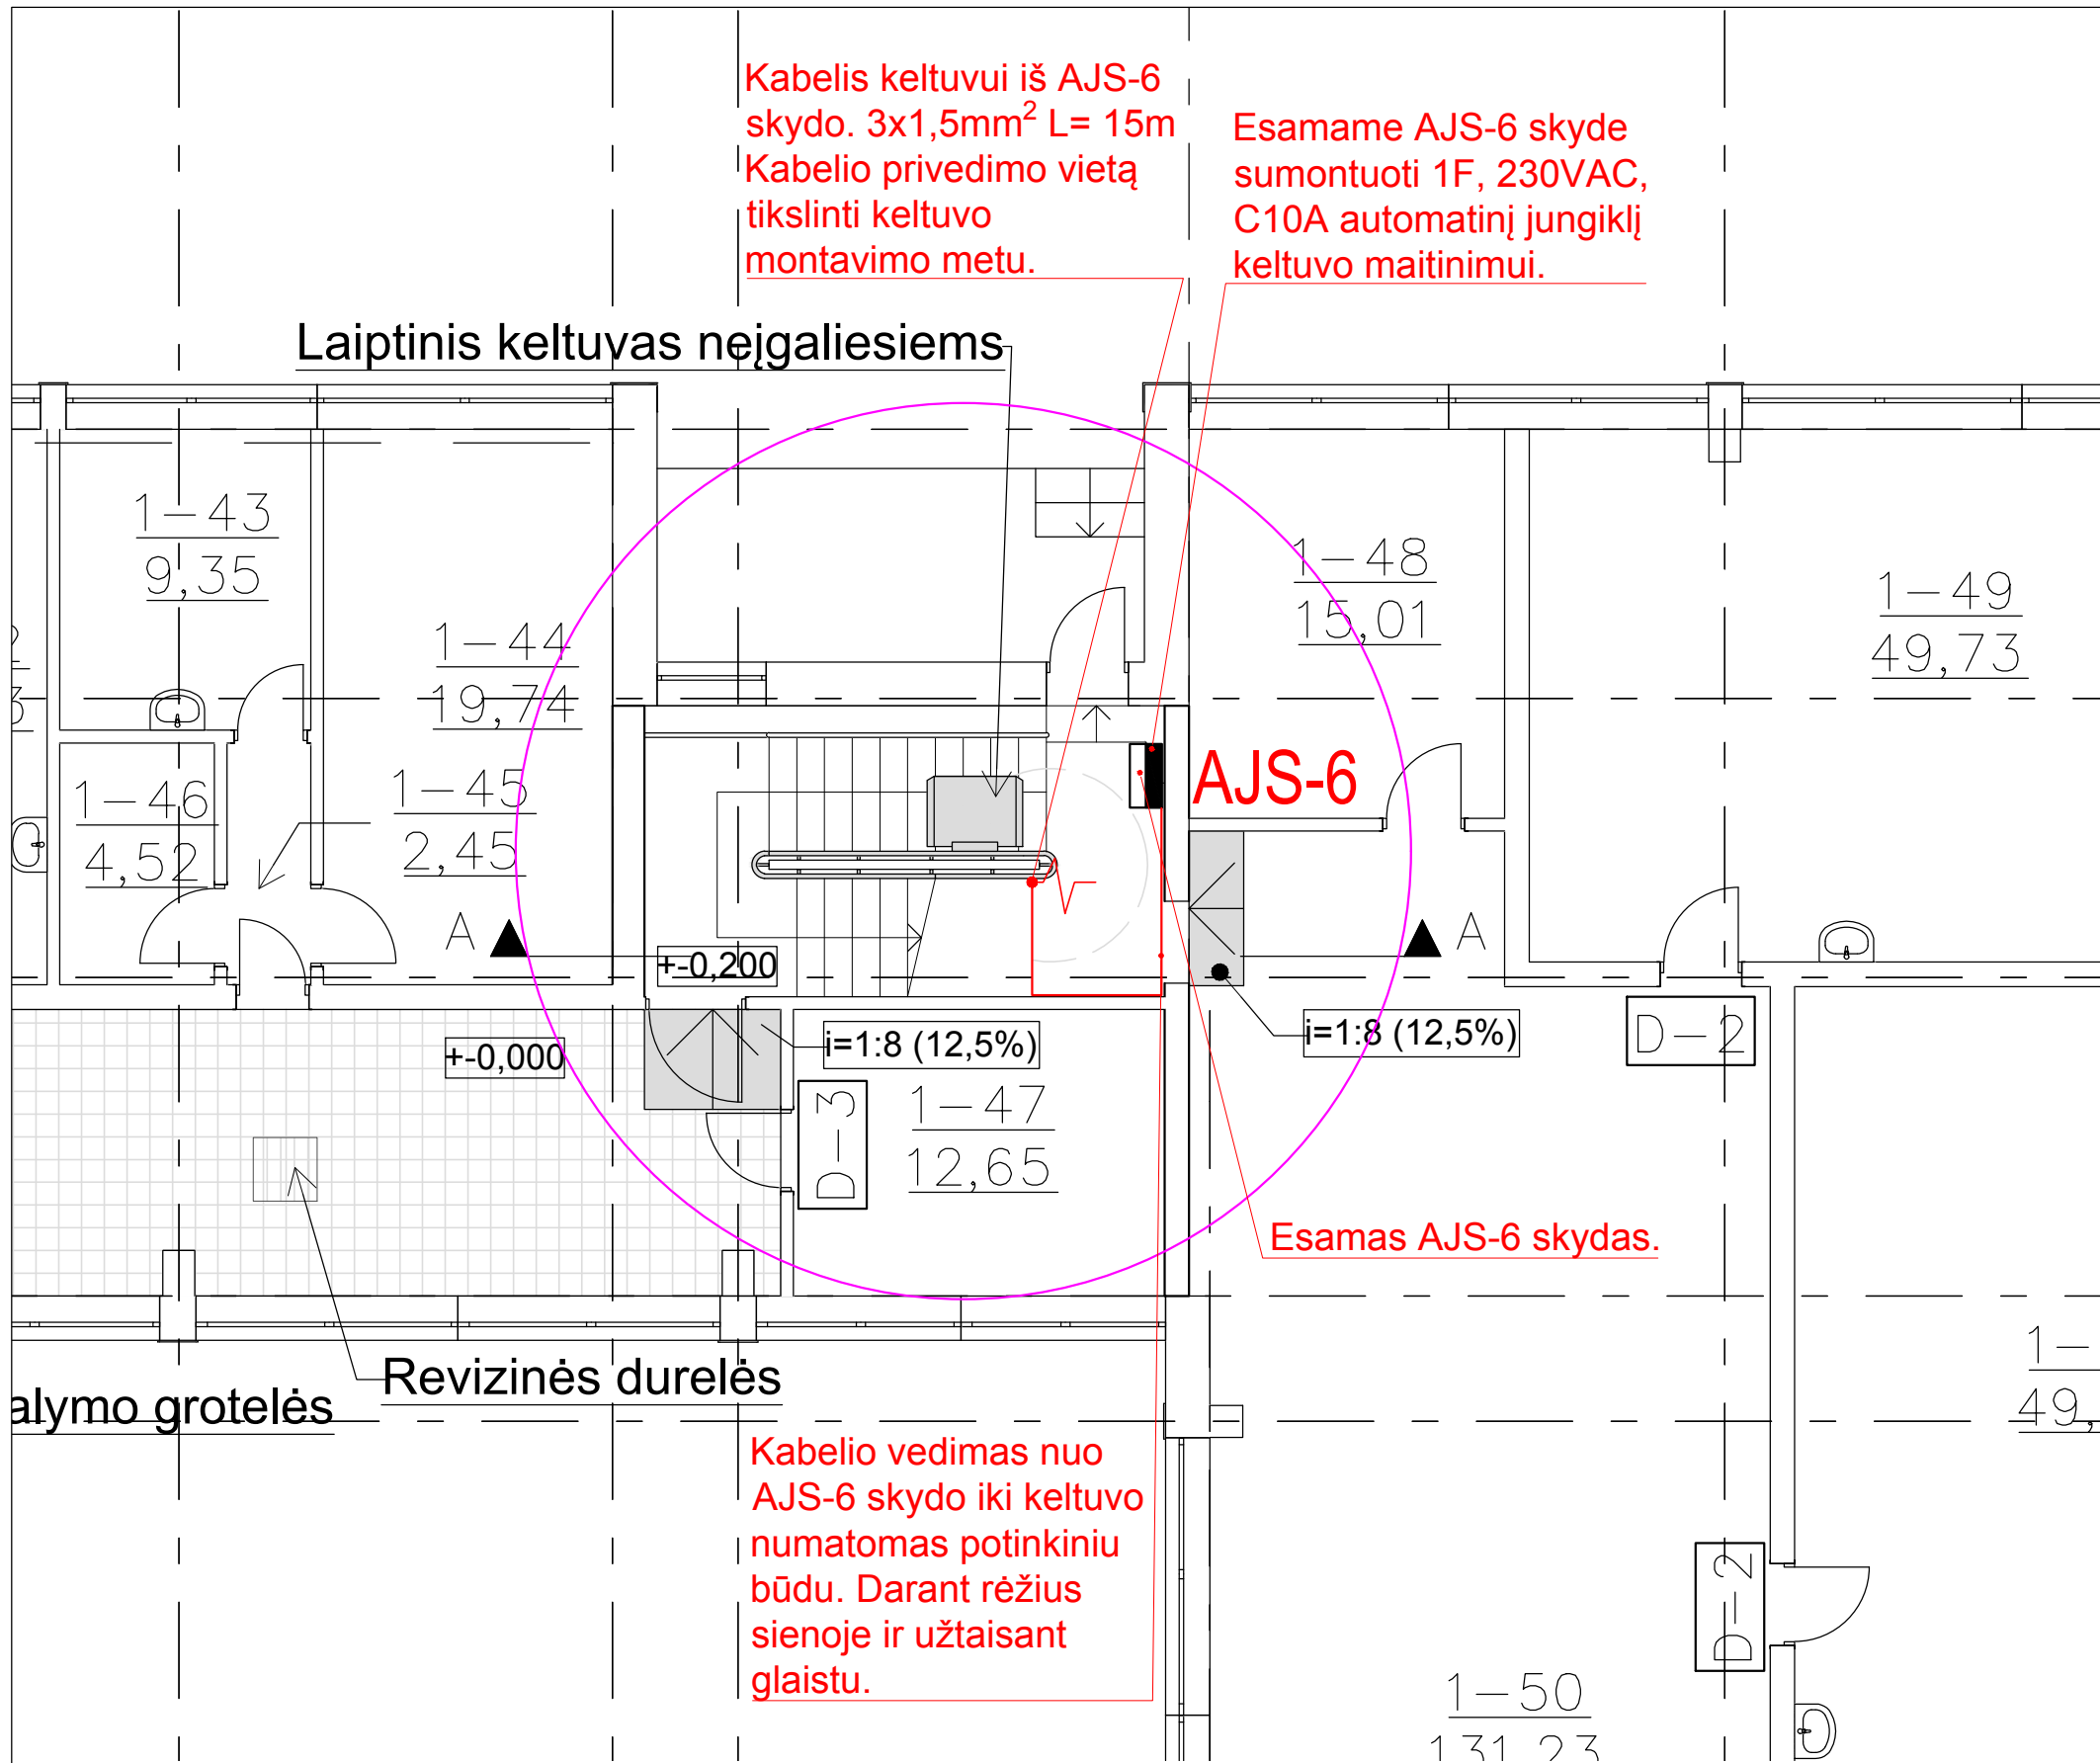 Kabelis keltuvui iš AJS-6
skydo. 3x1,5mm² L= 15m
Kabelio privedimo vietą
tikslinti keltuvo
montavimo metu.
Esamame AJS-6 skyde
sumontuoti 1F, 230VAC,
C10A automatinį jungiklį
keltuvo maitinimui.
Laiptinis keltuvas neįgaliesiems
1-43
9,35
1-44
19,74
1-48
15,01
1-49
49,73
1-46
4,52
1-45
2,45
AJS-6
A
A
+-0,200
+-0,000
i=1:8 (12,5%)
i=1:8 (12,5%)
D-2
D-3
1-47
12,65
Esamas AJS-6 skydas.
Revizinės durelės
alymo grotelės
1-
49,
Kabelio vedimas nuo
AJS-6 skydo iki keltuvo
numatomas potinkiniu
būdu. Darant rėžius
sienoje ir užtaisant
glaistu.
D-2
1-50
131,23